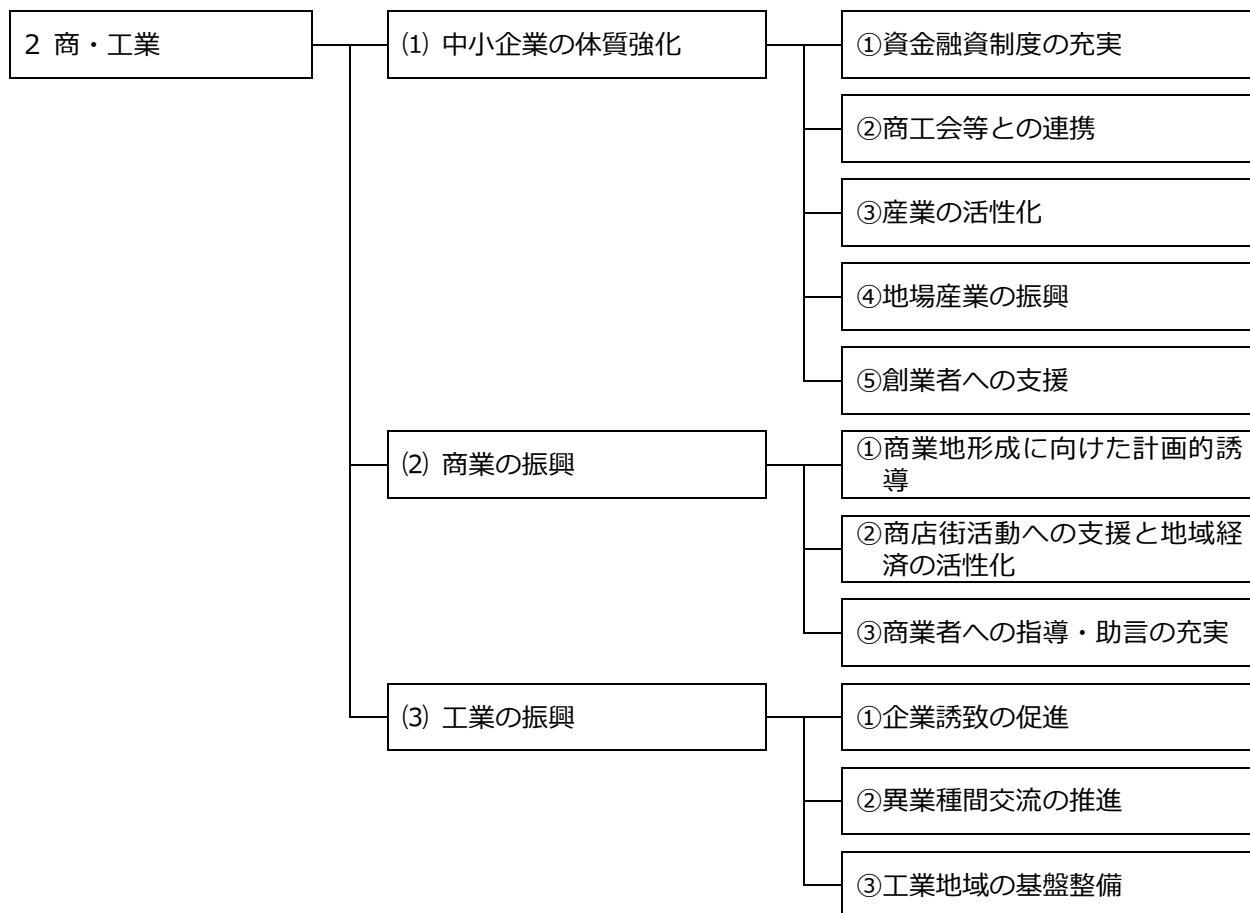 2 商・工業
⑴ 中小企業の体質強化
①資金融資制度の充実
②商工会等との連携
③産業の活性化
④地場産業の振興
⑤創業者への支援
⑵ 商業の振興
①商業地形成に向けた計画的誘
導
②商店街活動への支援と地域経
済の活性化
③商業者への指導・助言の充実
⑶ 工業の振興
①企業誘致の促進
②異業種間交流の推進
③工業地域の基盤整備